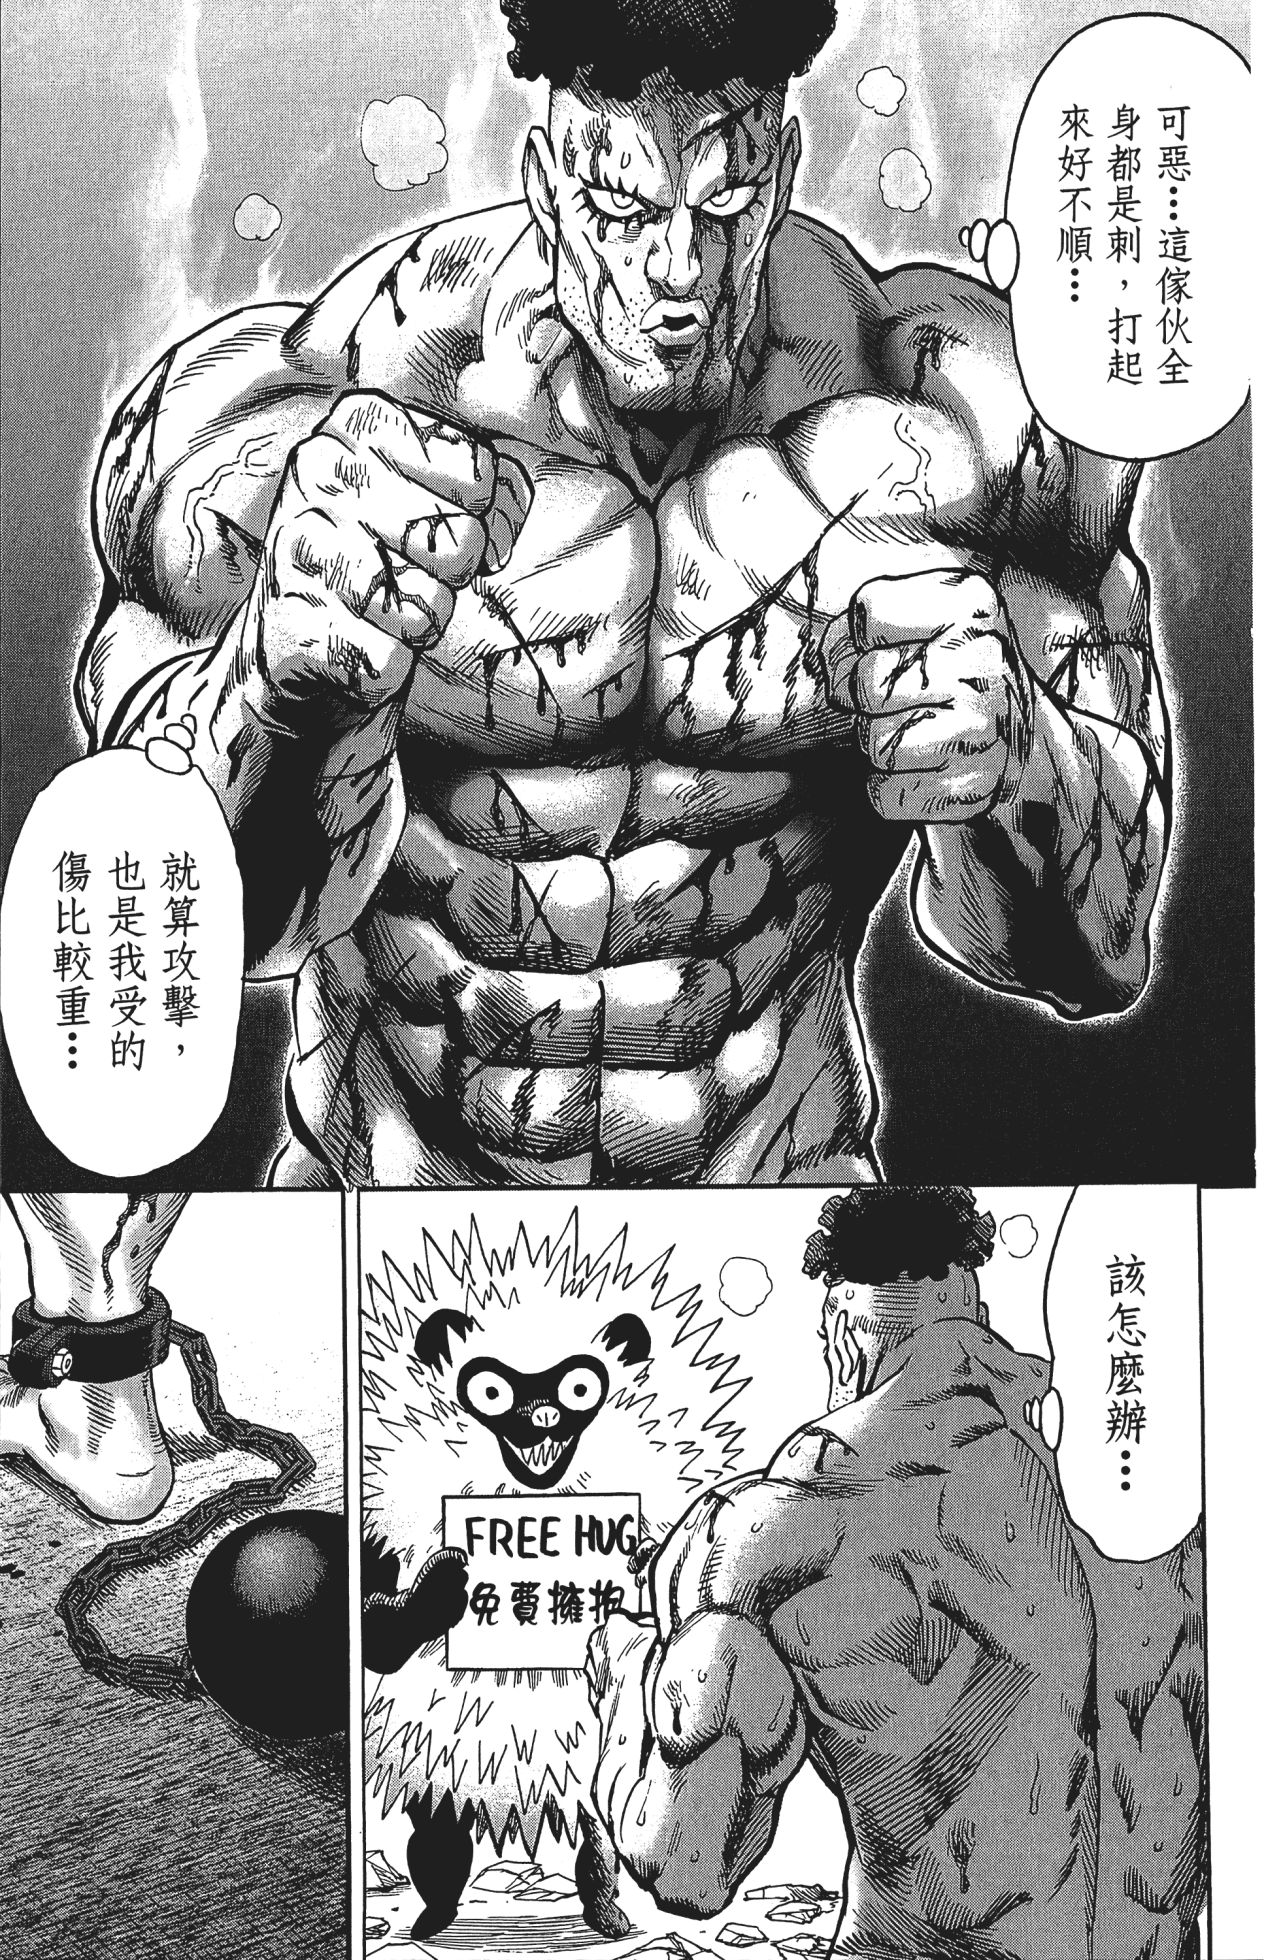 可惡…這傢伙全
身都是刺，打起
來好不順…
就算攻擊，
也是我受的
傷比較重…
該怎麼辦…
FREE HUG
免費擁抱